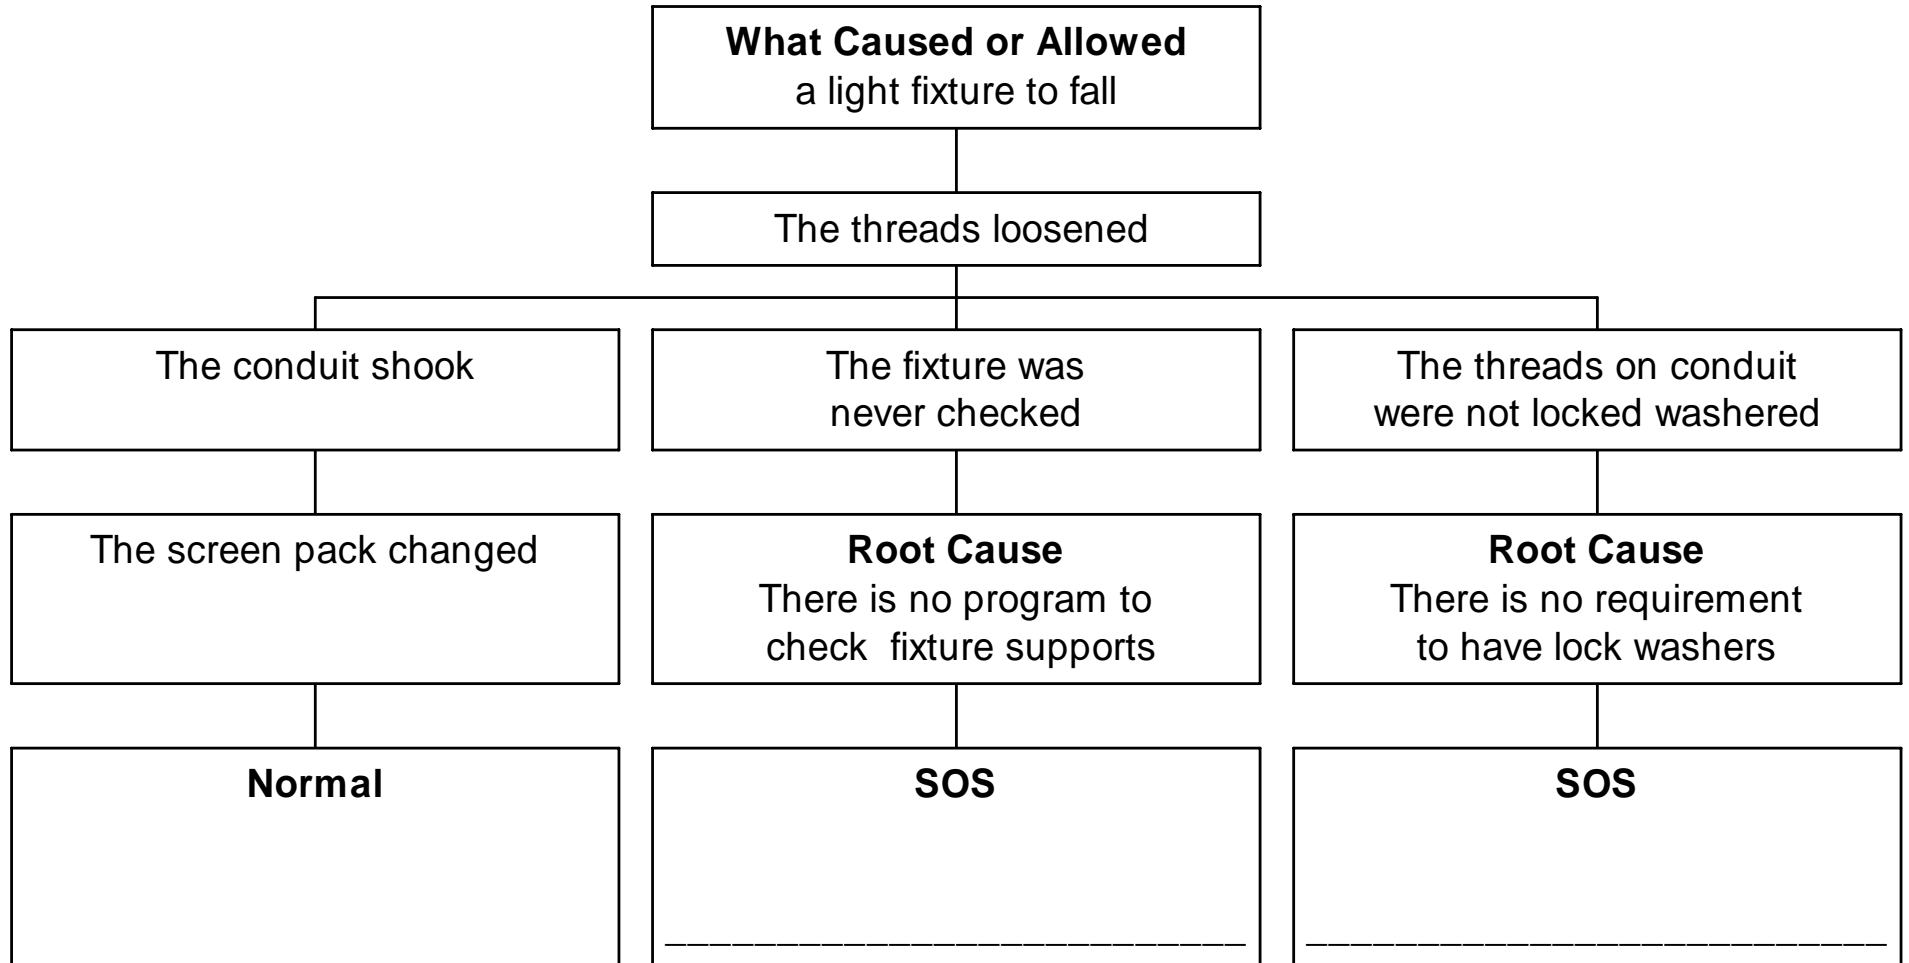 What Caused or Allowed
a light fixture to fall
The threads loosened
The conduit shook
The fixture was
never checked
The threads on conduit
were not locked washered
The screen pack changed
Root Cause
There is no program to
check  fixture supports
Root Cause
There is no requirement
to have lock washers
Normal
SOS
__________________________
SOS
__________________________